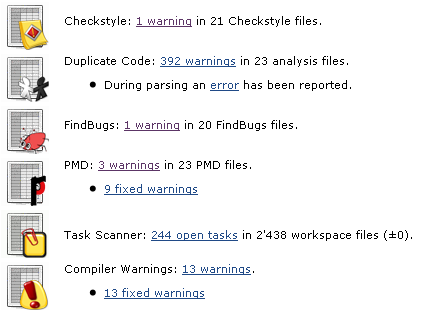 Checkstyle: 1 warning in 21 Checkstyle files.
Duplicate Code: 392 warnings in 23 analysis files.
• During parsing an error has been reported.
FindBugs: 1 warning in 20 FindBugs files.
PMD: 3 warnings in 23 PMD files.
• 9 fixed warnings
Task Scanner: 244 open tasks in 2'438 workspace files (±0).
Compiler Warnings: 13 warnings.
• 13 fixed warnings